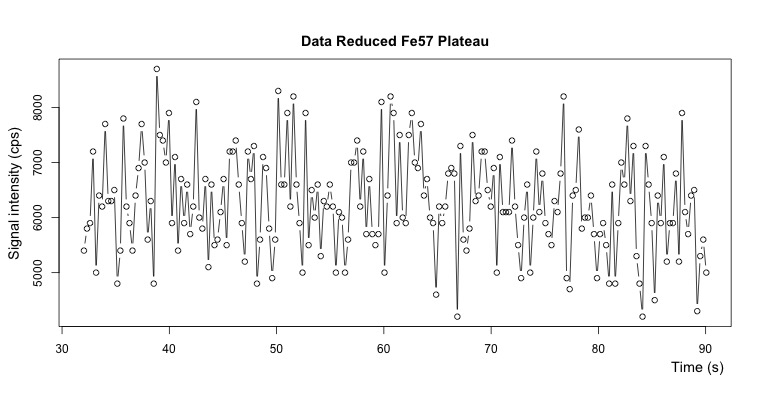 Data Reduced Fe57 Plateau
Signal intensity (cps)
8000
7000
6000
5000
30 40 50 60 70 80 90
Time (s)